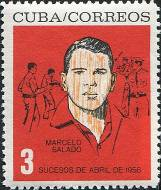 CUBA/CORREOS
MARCELO
SALADO
3
SUCESOS DE ABRIL DE 1958